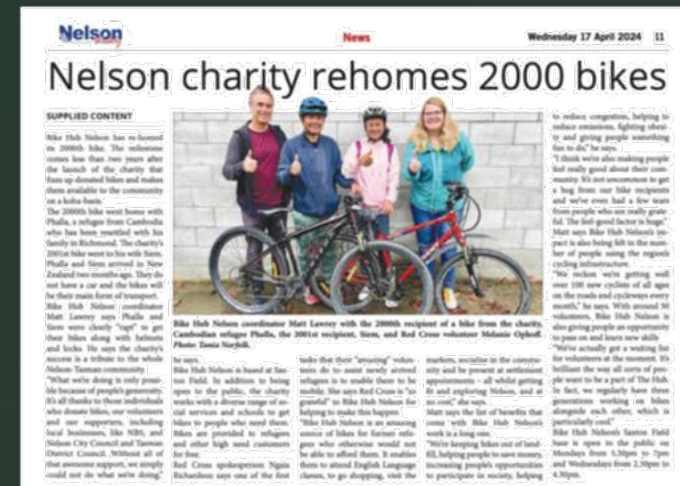 Nelson
News
Wednesday 17 April 2024 11
Nelson charity rehomes 2000 bikes
SUPPLIED CONTENT
Bike Hub Nelson has re-homed
its 2000th bike. The milestone
comes less than two years after
the launch of the charity that
fixes up donated bikes and makes
them available to the community
on a koha-basis.
The 2000th bike went home with
Phalla, a refugee from Cambodia
who has been resettled with his
family in Richmond. The charity's
2001st bike went to his wife Siem.
Phalla and Siem arrived in New
Zealand two months ago. They do
not have a car and the bikes will
be their main form of transport.
Bike Hub Nelson coordinator
Matt Lawrey says Phalla and
Siem were clearly "rapt" to get
their bikes along with helmets
and locks. He says the charity's
success is a tribute to the whole
Nelson-Tasman community.
"What we're doing is only possi-
ble because of people's generosity.
It's all thanks to those individuals
who donate bikes, our volunteers
and our supporters, including
local businesses, like NBS, and
Nelson City Council and Tasman
District Council. Without all of
that awesome support, we simply
could not do what we're doing,"
Bike Hub Nelson coordinator Matt Lawrey with the 2000th recipient of a bike from the charity,
Cambodian refugee Phalla, the 2001st recipient, Siem, and Red Cross volunteer Melanie
Photo: Tania Norfolk.
he says.
Bike Hub Nelson is based at Sax-
ton Field. In addition to being
open to the public, the charity
works with a diverse range of so-
cial services and schools to get
bikes to people who need them.
Bikes are provided to refugees
and other high need customers
for free.
Red Cross spokesperson Ngaia
Richardson says one of the first
tasks that their "amazing" volun-
teers do to assist newly arrived
refugees is to enable them to be
mobile. She says Red Cross is "so
grateful" to Bike Hub Nelson for
helping to make this happen.
"Bike Hub Nelson is an amazing
source of bikes for former refu-
gees who otherwise would not
be able to afford them. It enables
them to attend English Language
classes, to go shopping, visit the
markets, socialise in the commu-
nity and be present at settlement
appointments - all whilst getting
fit and exploring Nelson, and at
no cost," she says.
Matt says the list of benefits that
come with Bike Hub Nelson's
work is a long one.
"We're keeping bikes out of land-
fill, helping people to save money,
increasing people's opportunities
to participate in society, helping
to reduce congestion, helping to
reduce emissions, fighting obesi-
ty and giving people something
fun to do," he says.
"I think we're also making people
feel really good about their com-
munity. It's not uncommon to get
a hug from our bike recipients
and we've even had a few tears
from people who are really grate-
ful. The feel-good factor is huge."
Matt says Bike Hub Nelson's im-
pact is also being felt in the num-
ber of people using the region's
cycling infrastructure.
"We reckon we're getting well
over 100 new cyclists of all ages
on the roads and cycleways every
month," he says. With around 50
volunteers, Bike Hub Nelson is
also giving people an opportunity
to pass on and learn new skills
"We've actually got a waiting list
for volunteers at the moment. It's
brilliant the way all sorts of peo-
ple want to be a part of The Hub.
In fact, we regularly have three
generations working on bikes
alongside each other, which is
particularly cool."
Bike Hub Nelson's Saxton Field
base is open to the public on
Mondays from 5.30pm to 7pm
and Wednesdays from 2.30pm to
4.30pm.